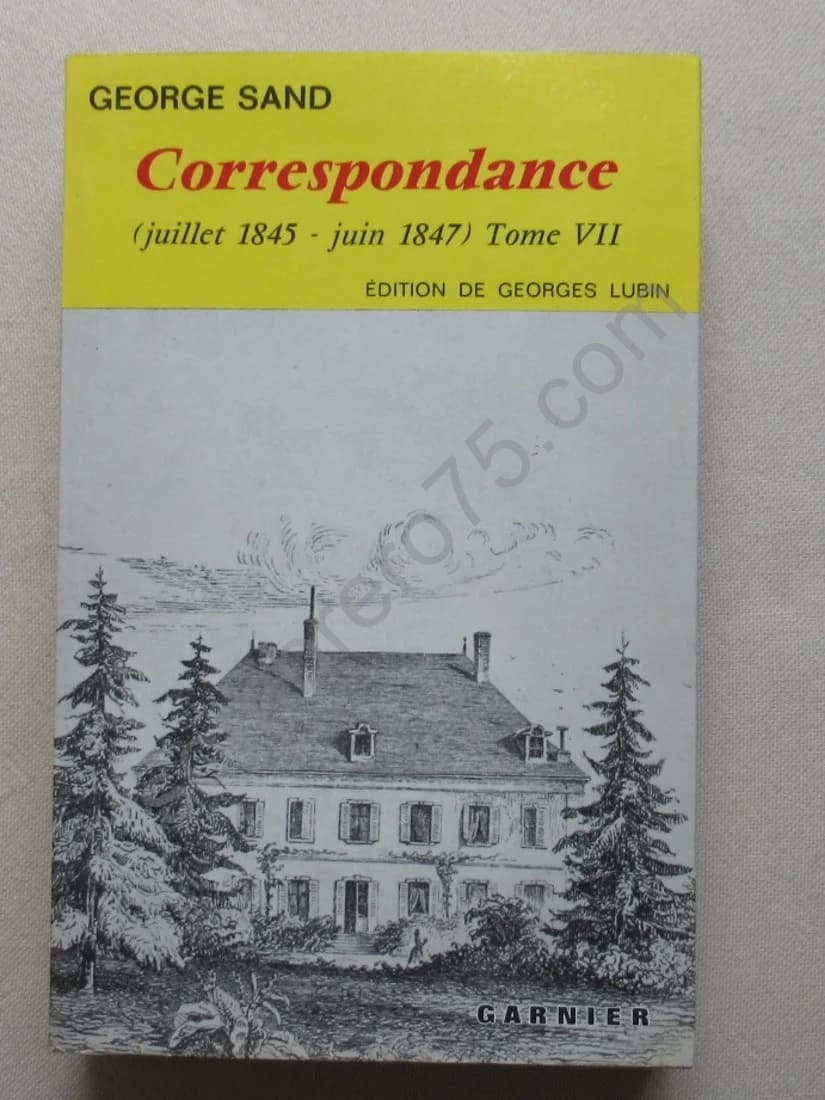 GEORGE SAND
Correspondance
(juillet 1845 - juin 1847) Tome VII
ÉDITION DE GEORGES LUBIN
GARNIER